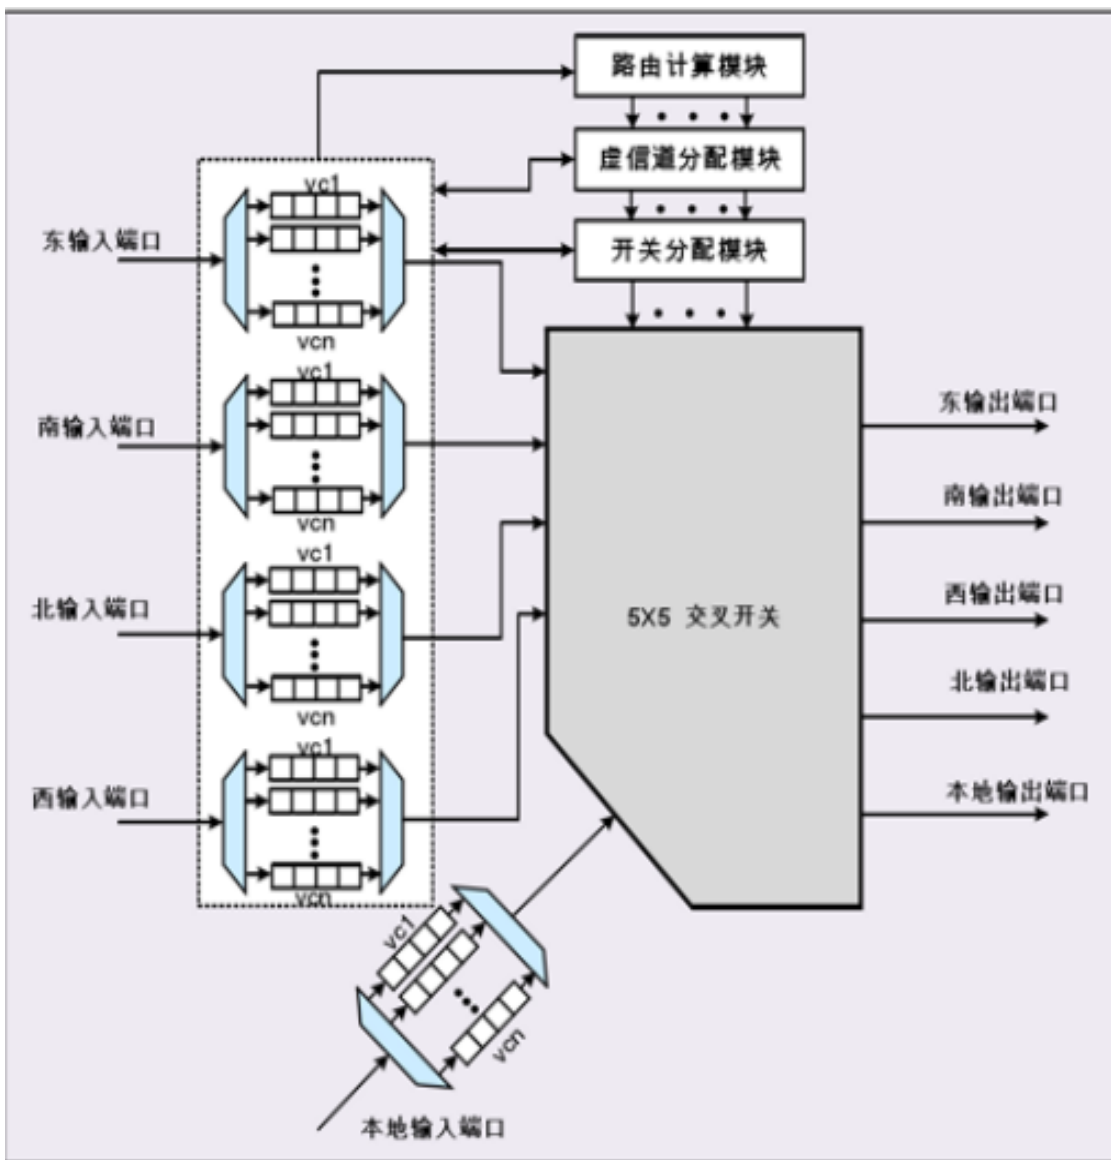 路由计算模块
虚信道分配模块
开关分配模块
vc1
东输入端口
vcn
vc1
南输入端口
vcn
vc1
北输入端口
vcn
vc1
西输入端口
vcn
5X5 交叉开关
东输出端口
南输出端口
西输出端口
北输出端口
本地输出端口
vc1
vcn
本地输入端口